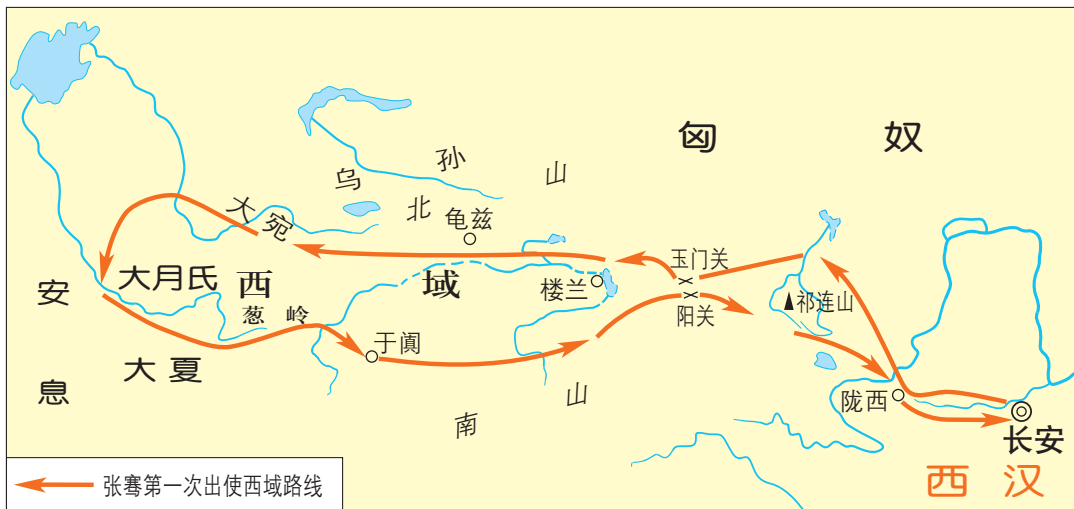 匈奴
乌孙
北山
大宛
龟兹
玉门关
安息
大月氏
西域
楼兰
祁连山
葱岭
阳关
于阗
大夏
陇西
南山
长安
西汉
张骞第一次出使西域路线